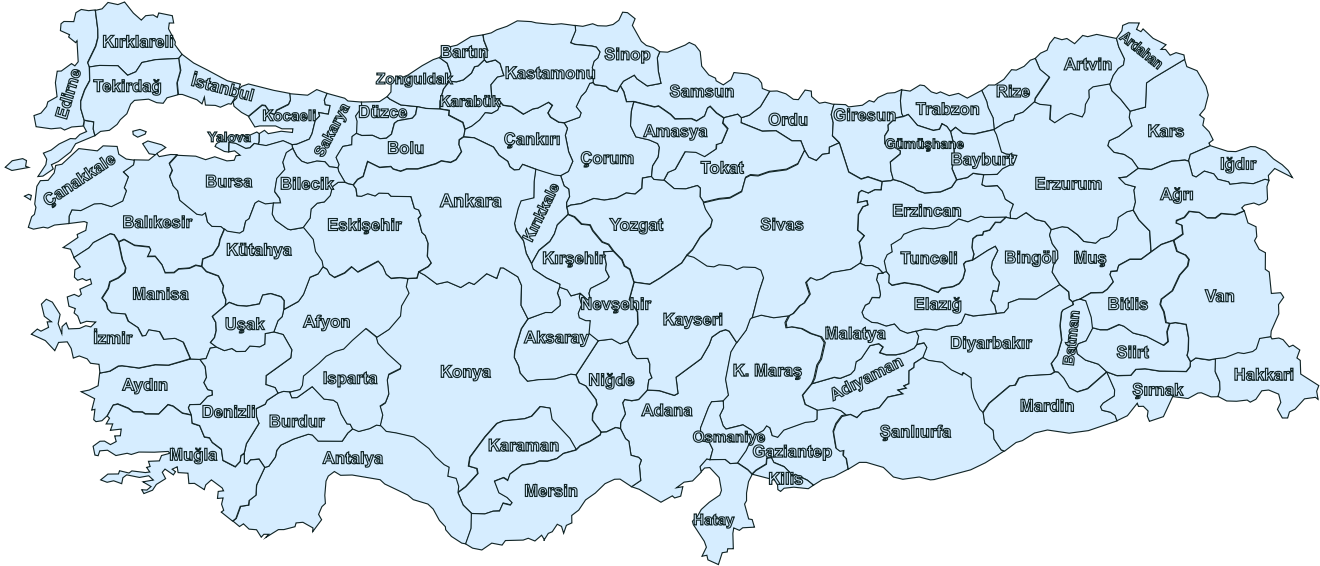 Kırklareli
Edirne
Tekirdağ
İstanbul
Kocaeli
Yalova
Sakarya
Düzce
Zonguldak
Bartın
Karabük
Kastamonu
Sinop
Samsun
Ordu
Giresun
Trabzon
Rize
Artvin
Ardahan
Kars
Iğdır
Çanakkale
Bursa
Bilecik
Bolu
Çankırı
Çorum
Amasya
Tokat
Gümüşhane
Bayburt
Erzurum
Ağrı
Balıkesir
Kütahya
Eskişehir
Ankara
Kırıkkale
Yozgat
Sivas
Erzincan
Tunceli
Bingöl
Muş
Manisa
Uşak
Afyon
Kırşehir
Nevşehir
Kayseri
Malatya
Elazığ
Bitlis
Van
İzmir
Aydın
Denizli
Isparta
Burdur
Konya
Aksaray
Niğde
K. Maraş
Adıyaman
Diyarbakır
Batman
Siirt
Hakkari
Şırnak
Mardin
Muğla
Antalya
Karaman
Mersin
Adana
Osmaniye
Gaziantep
Kilis
Şanlıurfa
Hatay